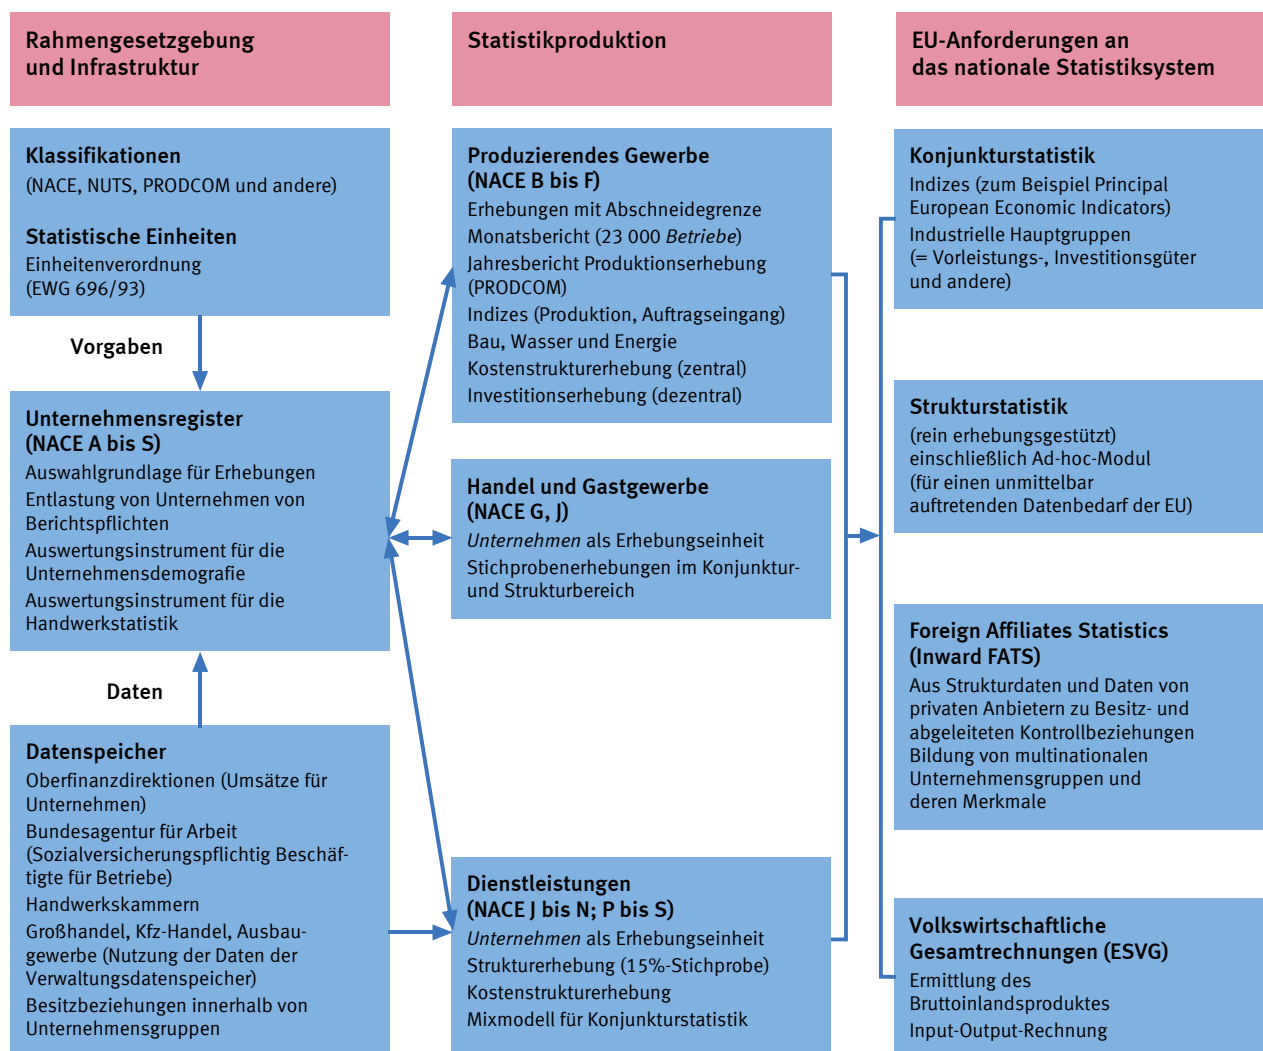 Rahmengesetzgebung
und Infrastruktur
Klassifikationen
(NACE, NUTS, PRODCOM und andere)
Statistische Einheiten
Einheitenverordnung
(EWG 696/93)
Vorgaben
Unternehmensregister
(NACE A bis S)
Auswahlgrundlage für Erhebungen
Entlastung von Unternehmen von
Berichtspflichten
Auswertungsinstrument für die
Unternehmensdemografie
Auswertungsinstrument für die
Handwerkstatistik
Daten
Datenspeicher
Oberfinanzdirektionen (Umsätze für
Unternehmen)
Bundesagentur für Arbeit
(Sozialversicherungspflichtig Beschäf-
tigte für Betriebe)
Handwerkskammern
Großhandel, Kfz-Handel, Ausbau-
gewerbe (Nutzung der Daten der
Verwaltungsdatenspeicher)
Besitzbeziehungen innerhalb von
Unternehmensgruppen
Statistikproduktion
Produzierendes Gewerbe
(NACE B bis F)
Erhebungen mit Abschneidegrenze
Monatsbericht (23 000 Betriebe)
Jahresbericht Produktionserhebung
(PRODCOM)
Indizes (Produktion, Auftragseingang)
Bau, Wasser und Energie
Kostenstrukturerhebung (zentral)
Investitionserhebung (dezentral)
Handel und Gastgewerbe
(NACE G, J)
Unternehmen als Erhebungseinheit
Stichprobenerhebungen im Konjunktur-
und Strukturbereich
Dienstleistungen
(NACE J bis N; P bis S)
Unternehmen als Erhebungseinheit
Strukturerhebung (15%-Stichprobe)
Kostenstrukturerhebung
Mixmodell für Konjunkturstatistik
EU-Anforderungen an
das nationale Statistiksystem
Konjunkturstatistik
Indizes (zum Beispiel Principal
European Economic Indicators)
Industrielle Hauptgruppen
(= Vorleistungs-, Investitionsgüter
und andere)
Strukturstatistik
(rein erhebungsgestützt)
einschließlich Ad-hoc-Modul
(für einen unmittelbar
auftretenden Datenbedarf der EU)
Foreign Affiliates Statistics
(Inward FATS)
Aus Strukturdaten und Daten von
privaten Anbietern zu Besitz- und
abgeleiteten Kontrollbeziehungen
Bildung von multinationalen
Unternehmensgruppen und
deren Merkmale
Volkswirtschaftliche
Gesamtrechnungen (ESVG)
Ermittlung des
Bruttoinlandsproduktes
Input-Output-Rechnung